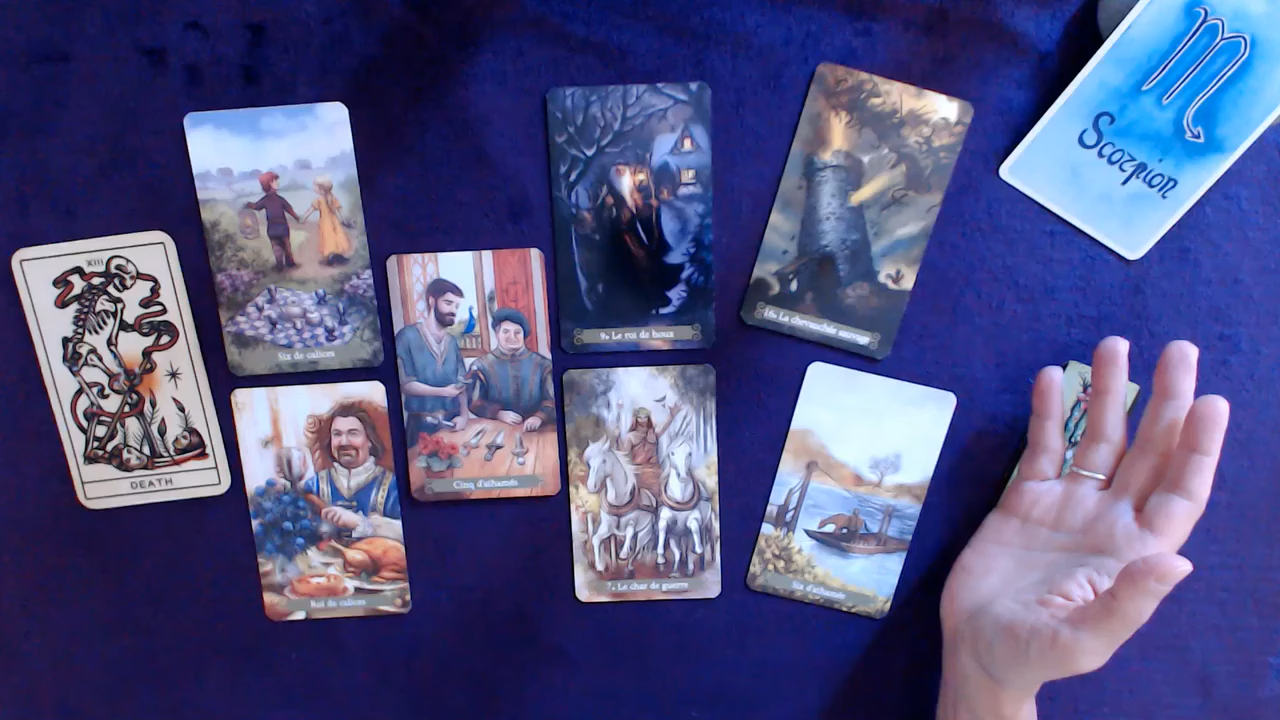 XIII
DEATH
Six de calices
Roi de calices
Cinq d'athamés
9. Le roi de houx
7. Le char de guerre
16. La chevauchée sauvage
Six d'athamés
Scorpion